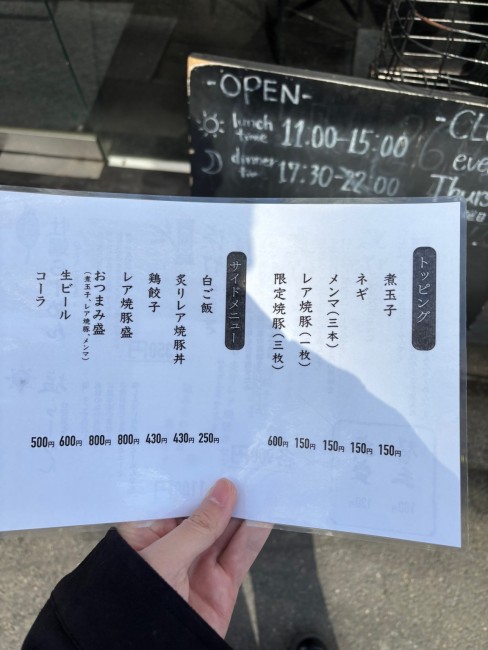 -OPEN-
lunch time 11:00-15:00
dinner time 17:30-22:00
-CL
eve
Thurs
トッピング
煮玉子 150円
ネギ 150円
メンマ(三本) 150円
レア焼豚(一枚) 150円
限定焼豚(三枚) 600円
サイドメニュー
白ご飯 250円
炙りレア焼豚丼 430円
鶏餃子 430円
レア焼豚盛 800円
おつまみ盛 800円
(煮玉子、レア焼豚、メンマ)
生ビール 600円
コーラ 500円